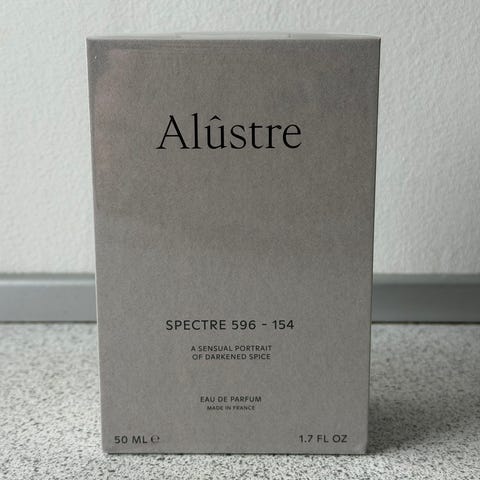 Alûstre
SPECTRE 596 - 154
A SENSUAL PORTRAIT
OF DARKENED SPICE
EAU DE PARFUM
MADE IN FRANCE
50 ML ℮
1.7 FL OZ